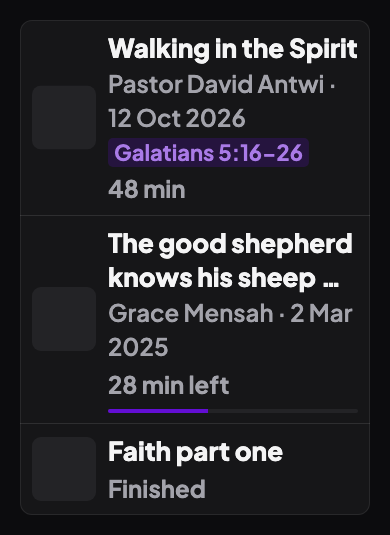 Walking in the Spirit
Pastor David Antwi ·
12 Oct 2026
Galatians 5:16–26
48 min
The good shepherd
knows his sheep ...
Grace Mensah · 2 Mar
2025
28 min left
Faith part one
Finished